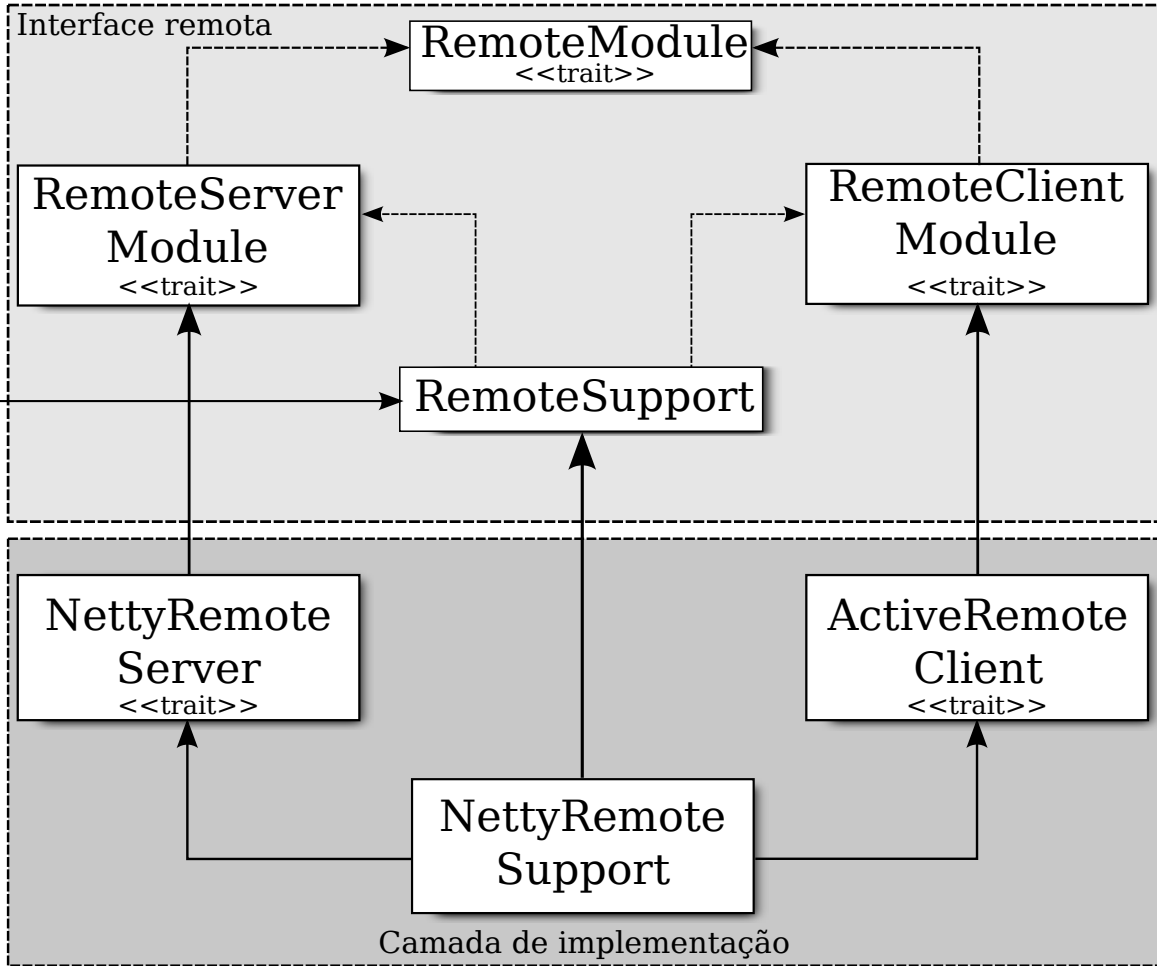 Interface remota
RemoteModule
<<trait>>
RemoteServer
Module
<<trait>>
RemoteClient
Module
<<trait>>
RemoteSupport
NettyRemote
Server
<<trait>>
ActiveRemote
Client
<<trait>>
NettyRemote
Support
Camada de implementação